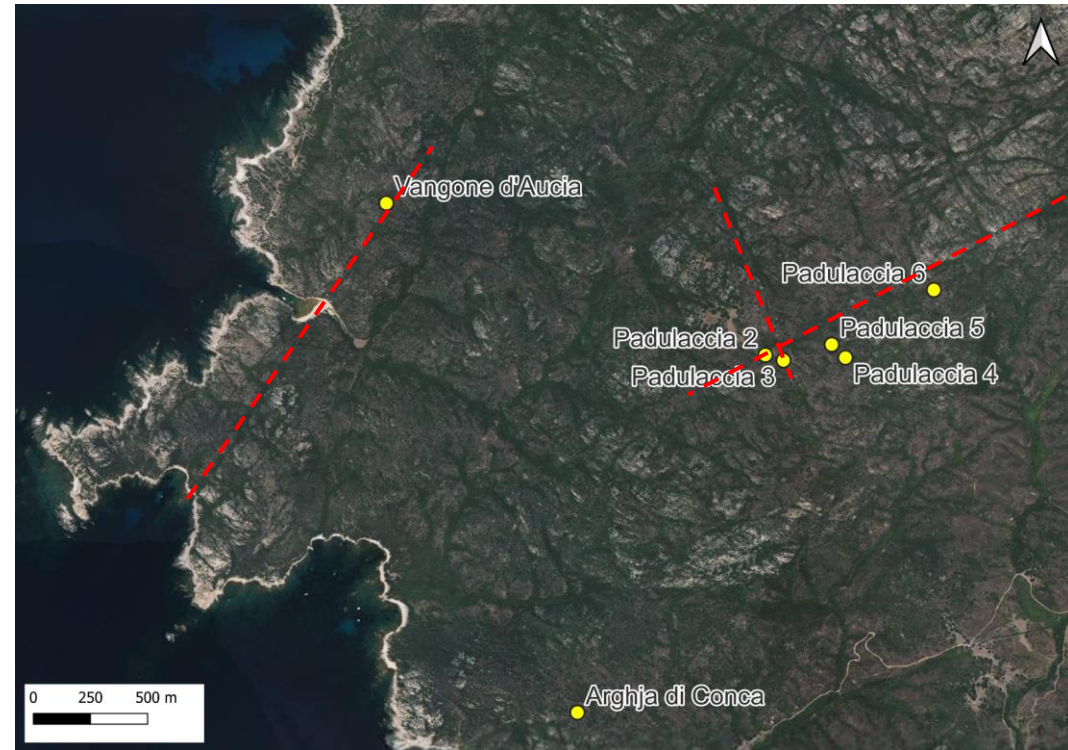 Vangone d'Aucia
Padulaccia 6
Padulaccia 2
Padulaccia 5
Padulaccia 3
Padulaccia 4
Arghja di Conca
0 250 500 m